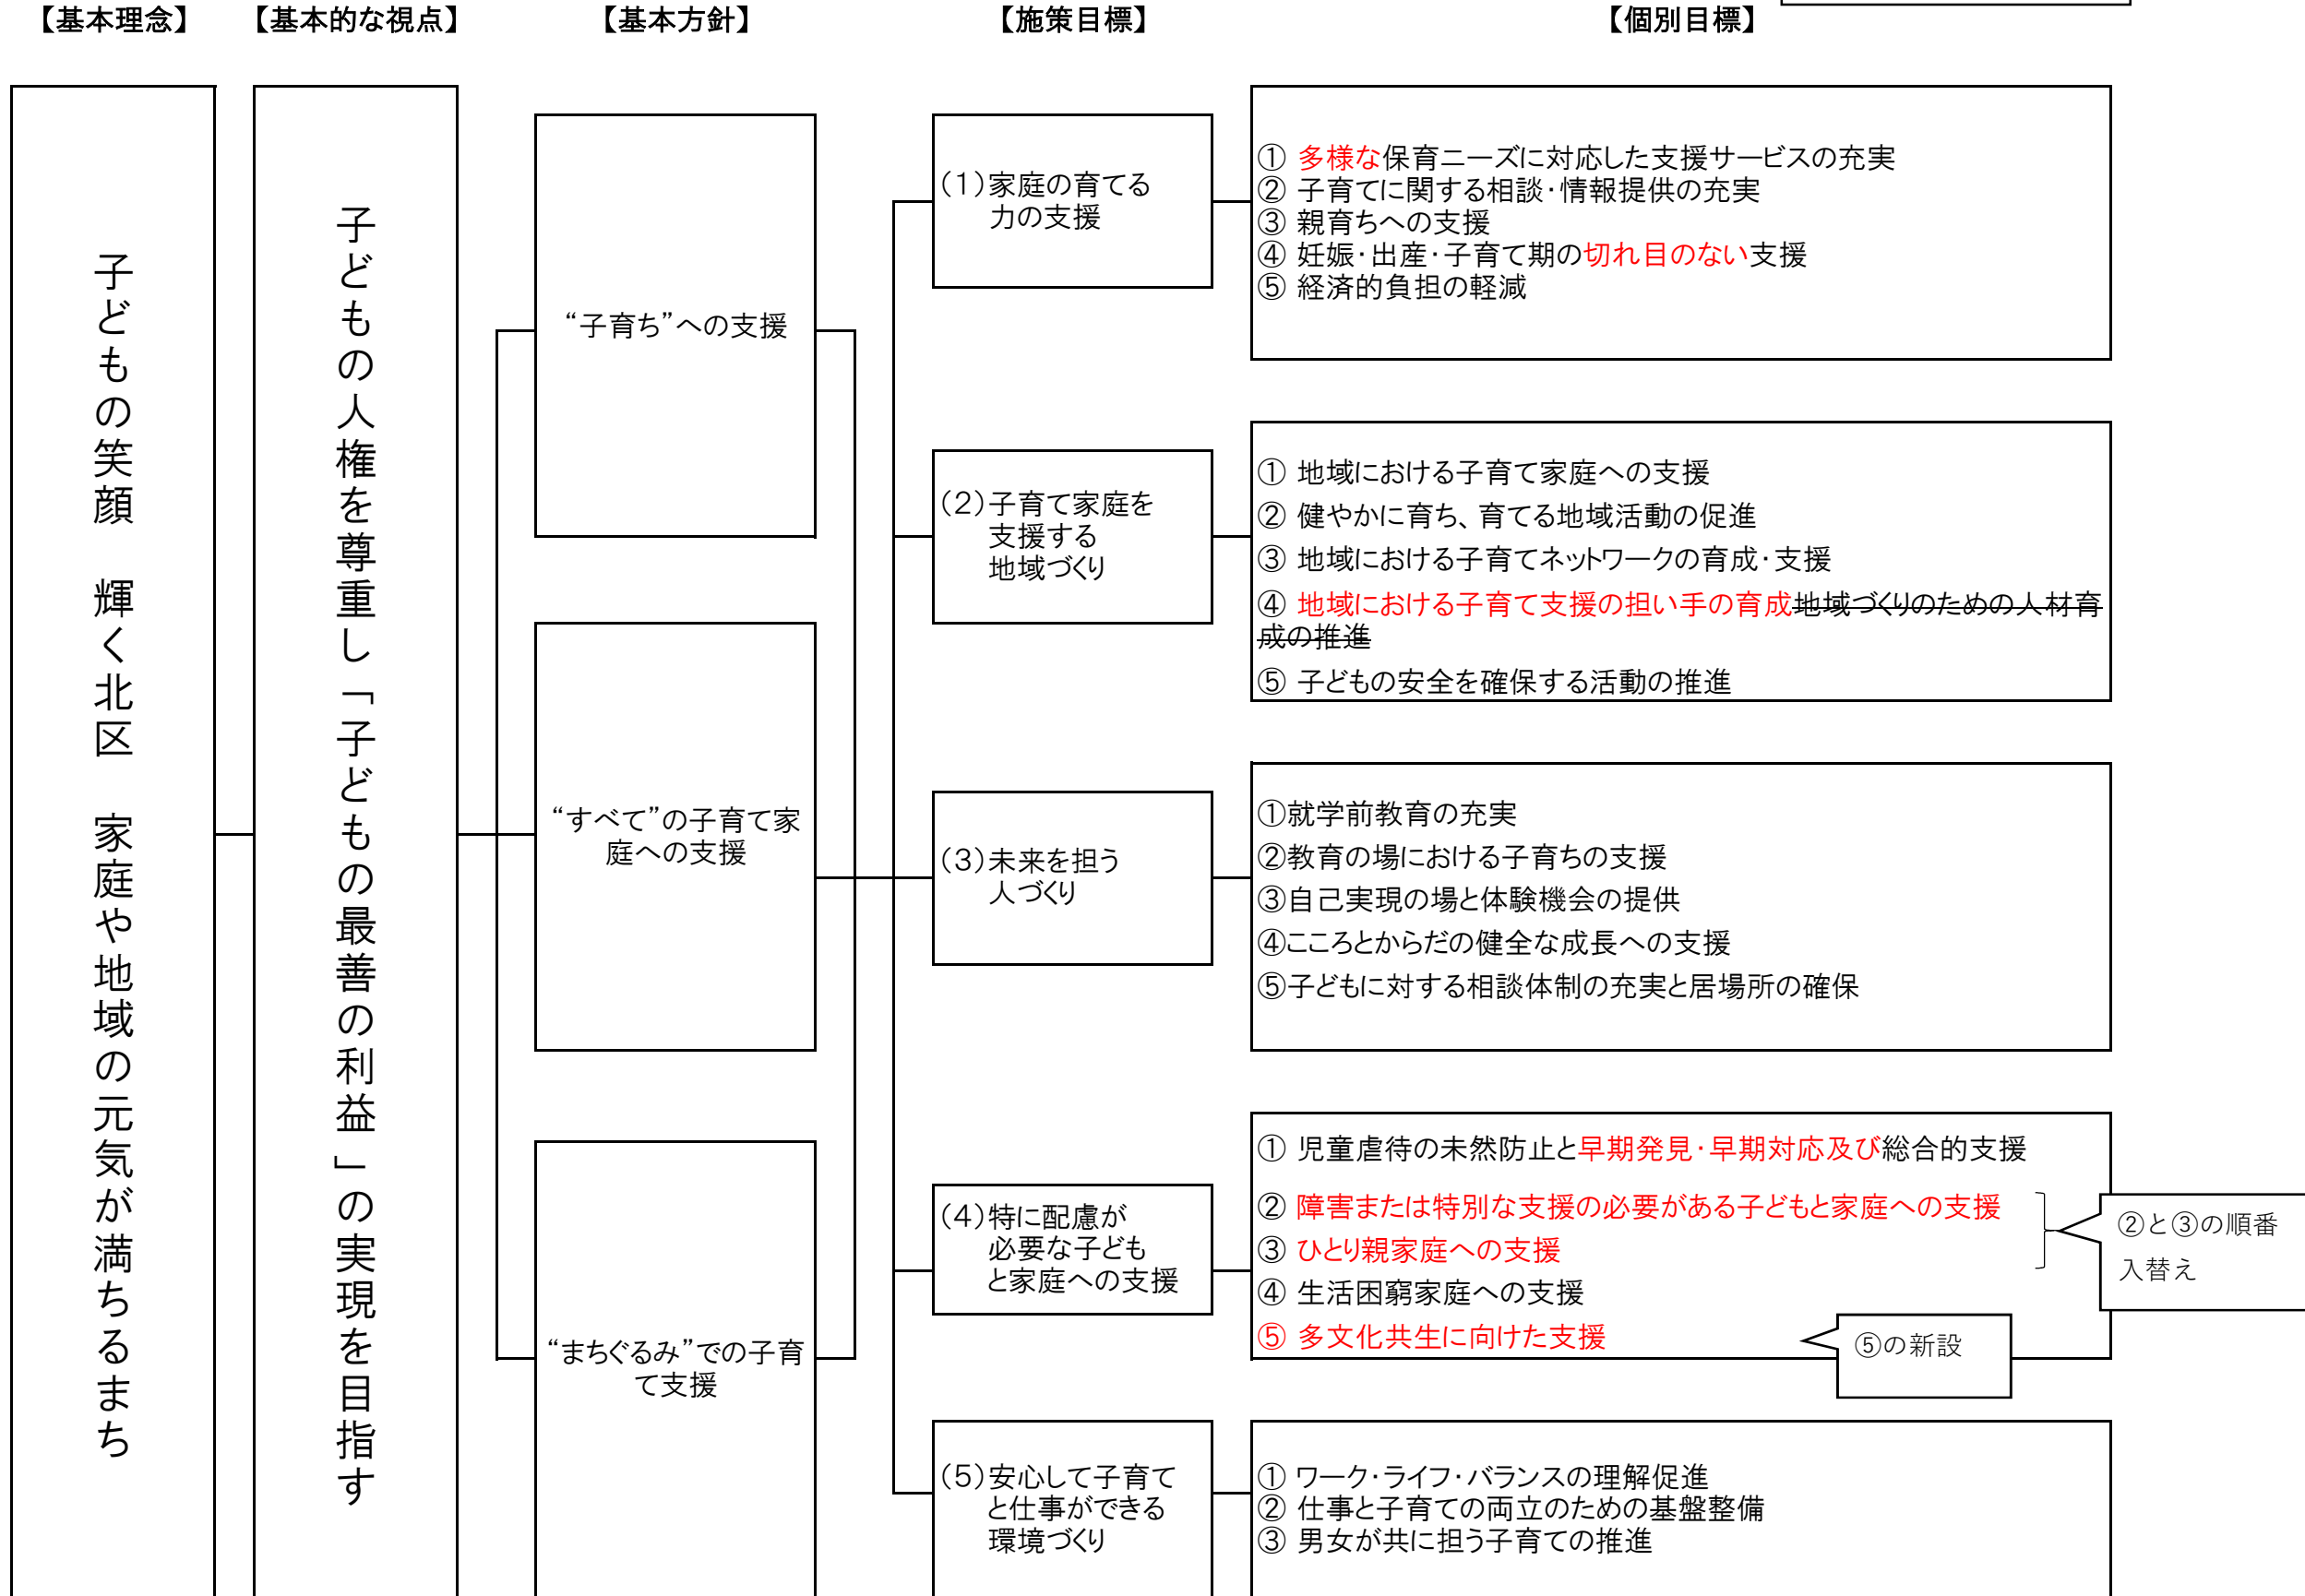 【基本理念】
【基本的な視点】
【基本方針】
【施策目標】
【個別目標】
子どもの笑顔　輝く北区　家庭や地域の元気が満ちるまち
子どもの人権を尊重し「子どもの最善の利益」の実現を目指す
“子育ち”への支援
“すべて”の子育て家
庭への支援
“まちぐるみ”での子育
て支援
(1)家庭の育てる
力の支援
① 多様な保育ニーズに対応した支援サービスの充実
② 子育てに関する相談・情報提供の充実
③ 親育ちへの支援
④ 妊娠・出産・子育て期の切れ目のない支援
⑤ 経済的負担の軽減
(2)子育て家庭を
支援する
地域づくり
① 地域における子育て家庭への支援
② 健やかに育ち、育てる地域活動の促進
③ 地域における子育てネットワークの育成・支援
④ 地域における子育て支援の担い手の育成地域づくりのための人材育
成の推進
⑤ 子どもの安全を確保する活動の推進
(3)未来を担う
人づくり
①就学前教育の充実
②教育の場における子育ちの支援
③自己実現の場と体験機会の提供
④こころとからだの健全な成長への支援
⑤子どもに対する相談体制の充実と居場所の確保
(4)特に配慮が
必要な子ども
と家庭への支援
① 児童虐待の未然防止と早期発見・早期対応及び総合的支援
② 障害または特別な支援の必要がある子どもと家庭への支援
③ ひとり親家庭への支援
④ 生活困窮家庭への支援
⑤ 多文化共生に向けた支援
②と③の順番
入替え
⑤の新設
(5)安心して子育て
と仕事ができる
環境づくり
① ワーク・ライフ・バランスの理解促進
② 仕事と子育ての両立のための基盤整備
③ 男女が共に担う子育ての推進